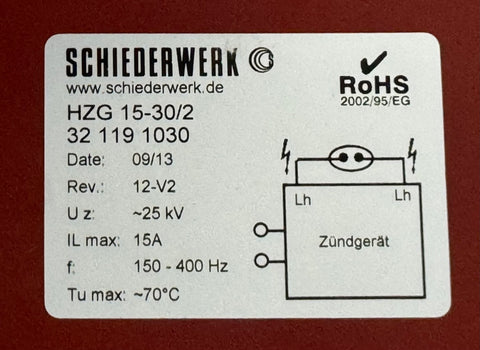 SCHIEDERWERK
www.schiederwerk.de
RoHS
2002/95/EG
HZG 15-30/2
32 119 1030
Date: 09/13
Rev.: 12-V2
U z: ~25 kV
IL max: 15A
f: 150 - 400 Hz
Tu max: ~70°C
Lh Lh
Zündgerät